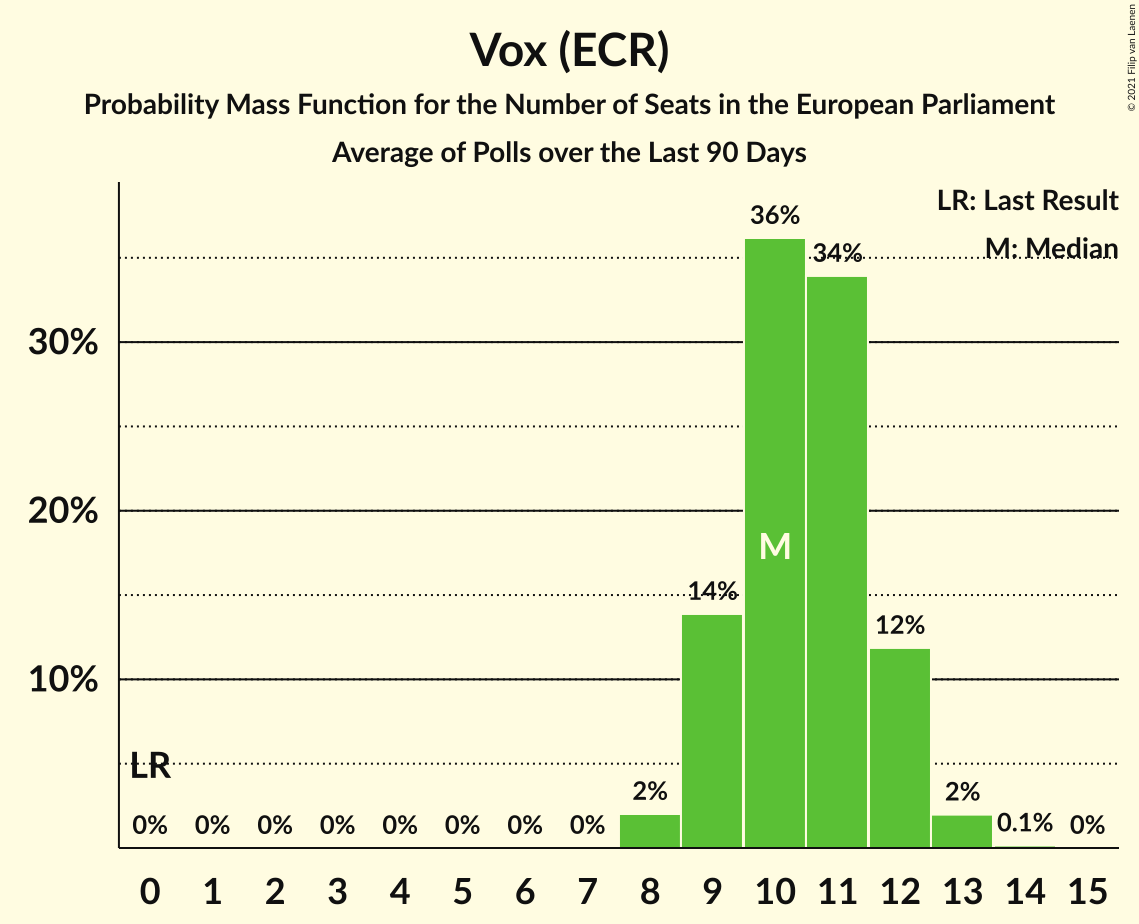 Vox (ECR)
Probability Mass Function for the Number of Seats in the European Parliament
Average of Polls over the Last 90 Days
© 2021 Filip van Laenen
LR: Last Result
M: Median
36%
34%
30%
20%
M
14%
12%
10%
LR
2%
2%
0%
0%
0%
0%
0%
0%
0%
0%
0.1%
0%
0 1 2 3 4 5 6 7 8 9 10 11 12 13 14 15